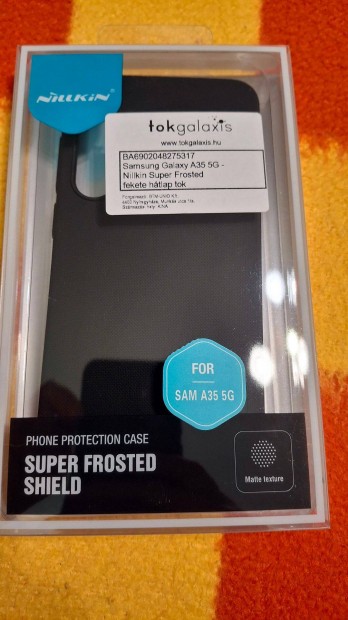 NILLKIN
tokgalaxis
www.tokgalaxis.hu
BA6902048275317
Samsung Galaxy A35 5G -
Nillkin Super Frosted
fekete hátlap tok
FOR
SAM A35 5G
PHONE PROTECTION CASE
SUPER FROSTED
SHIELD
Matte texture